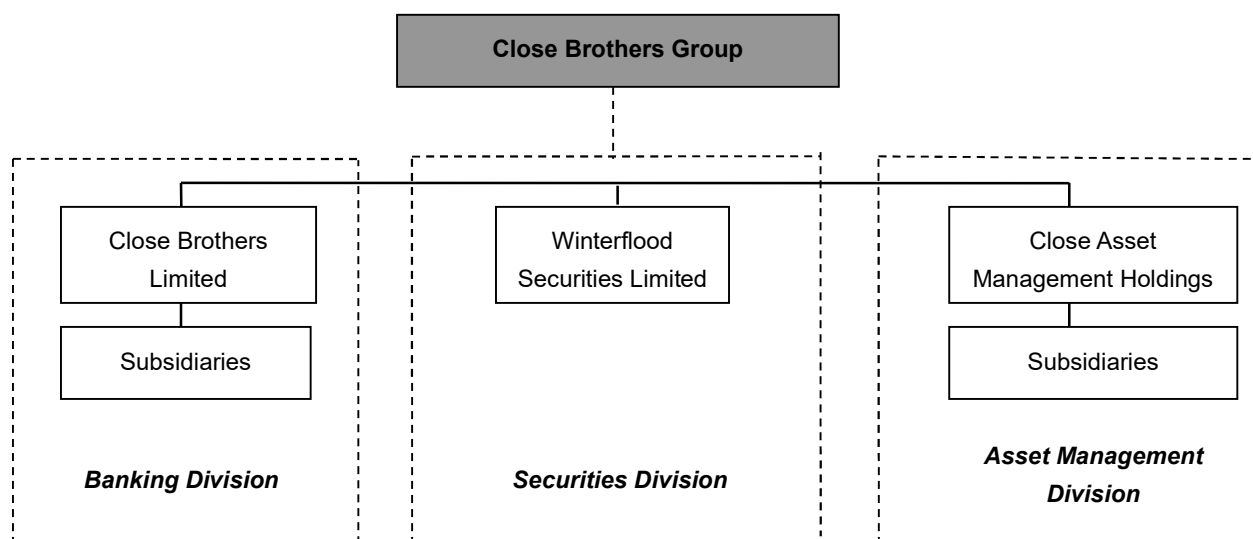 Close Brothers Group
Close Brothers
Limited
Subsidiaries
Banking Division
Winterflood
Securities Limited
Securities Division
Close Asset
Management Holdings
Subsidiaries
Asset Management
Division